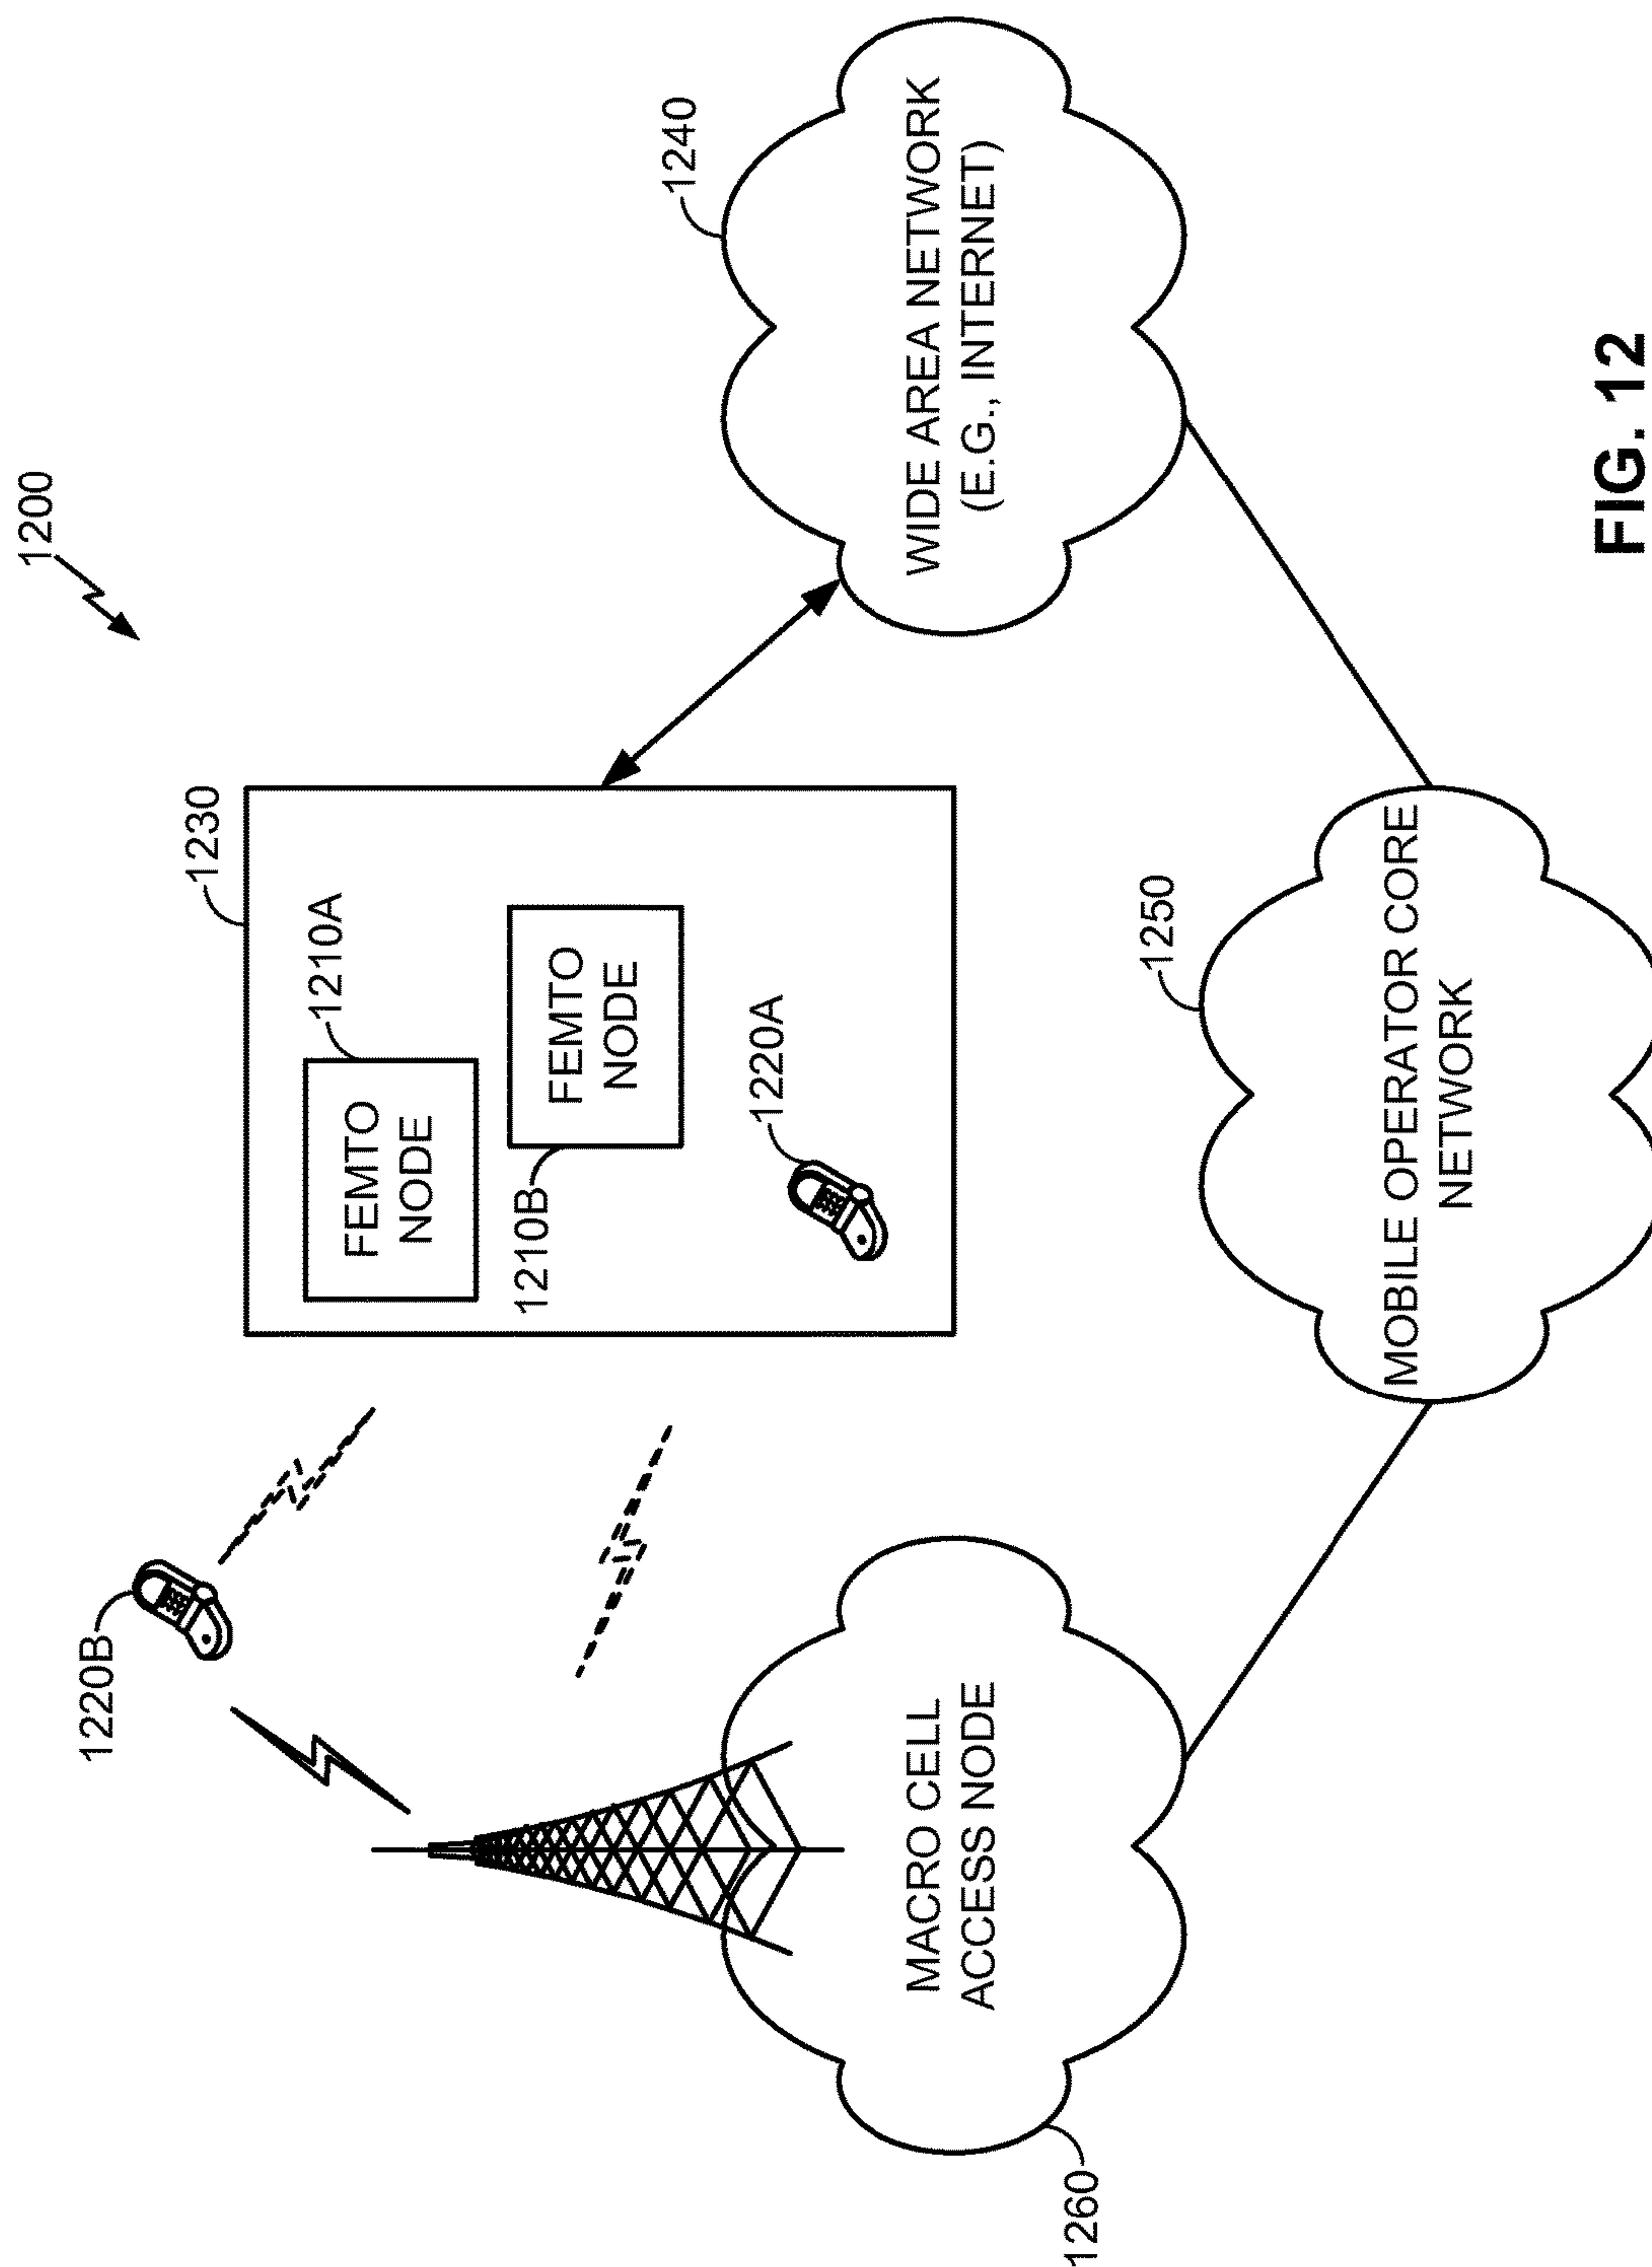 1200
1220B
1230
1210A
FEMTO
NODE
FEMTO
NODE
1210B
1220A
1240
WIDE AREA NETWORK
(E.G., INTERNET)
MACRO CELL
ACCESS NODE
1260
1250
MOBILE OPERATOR CORE
NETWORK
FIG. 12